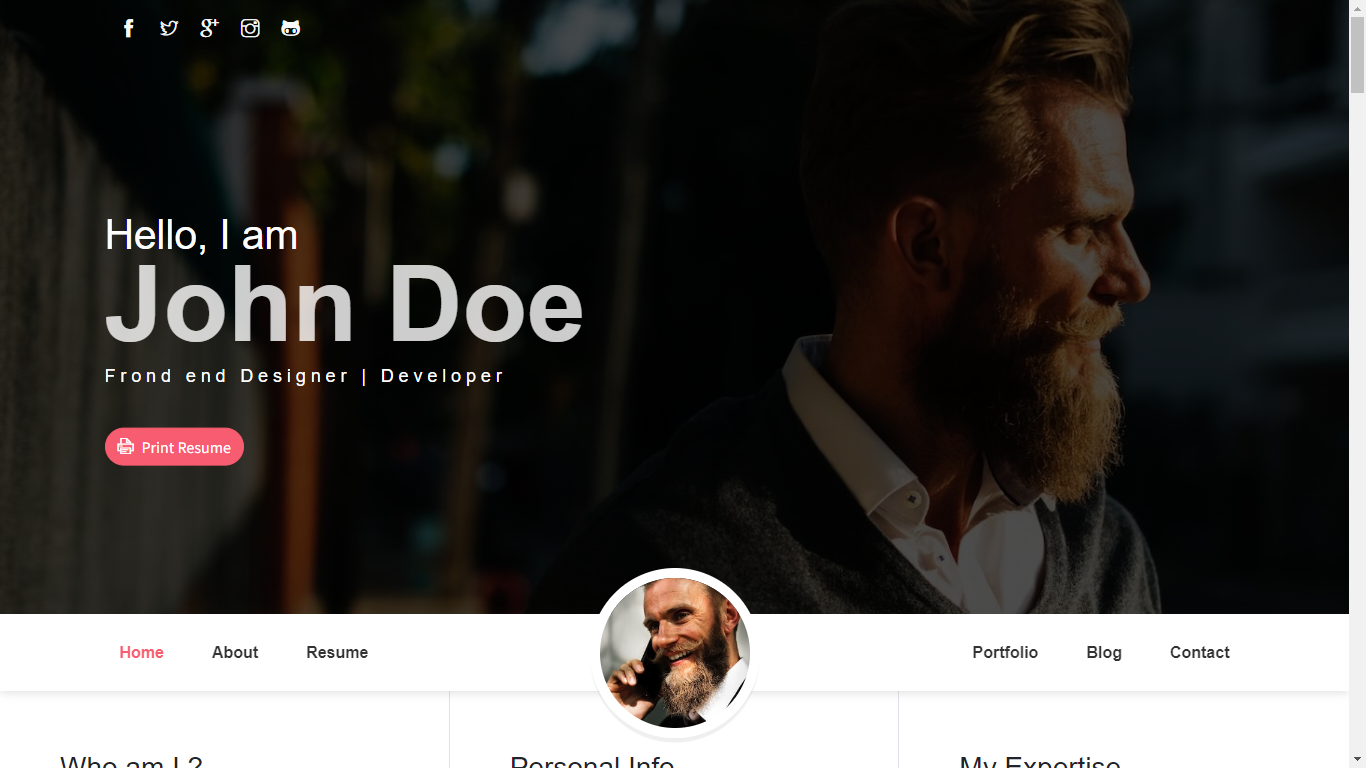 Hello, I am
John Doe
Frond end Designer | Developer
Print Resume
Home About Resume Portfolio Blog Contact
Who am I ? Personal Info My Expertise